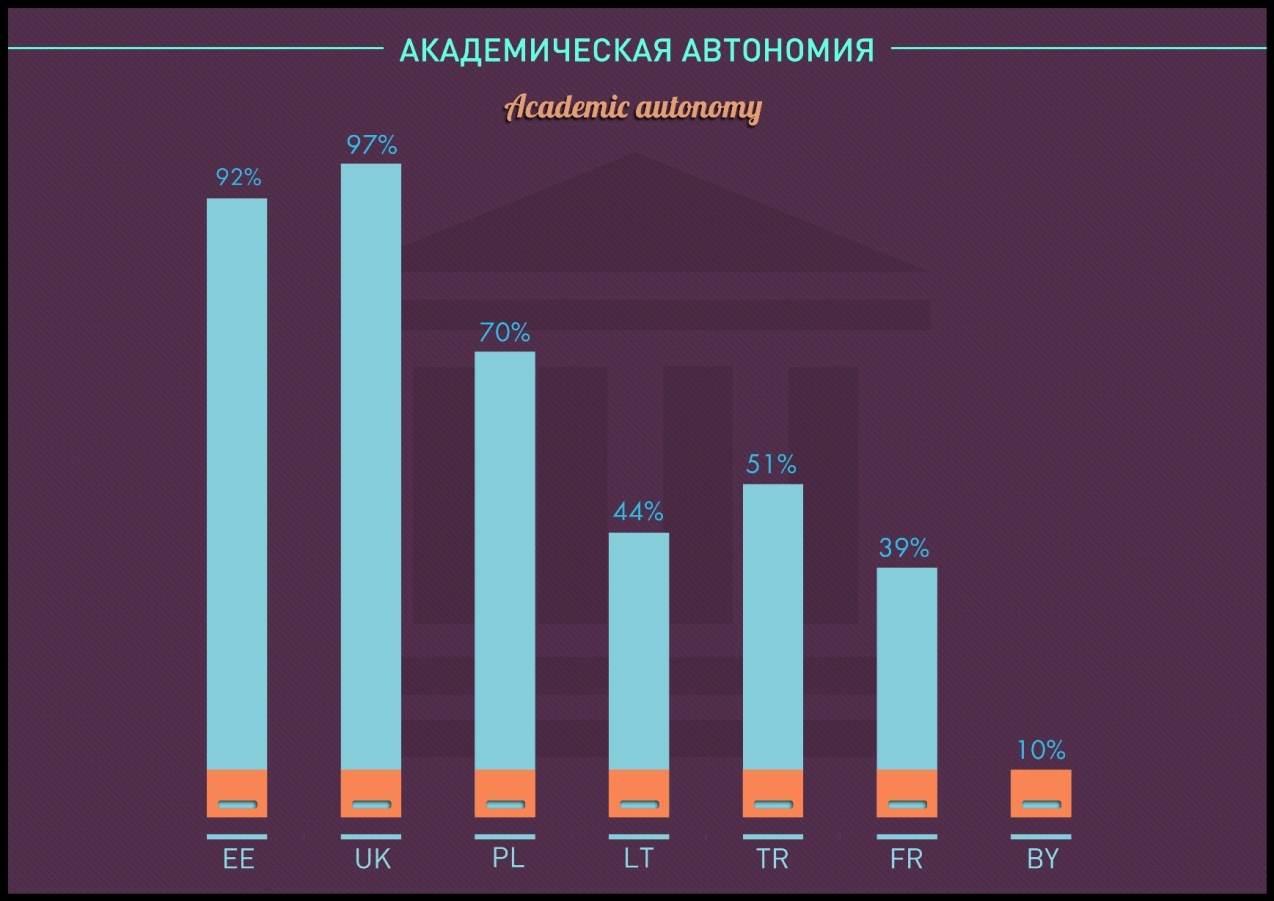 АКАДЕМИЧЕСКАЯ АВТОНОМИЯ
Academic autonomy
92%
97%
70%
44%
51%
39%
10%
EE
UK
PL
LT
TR
FR
BY